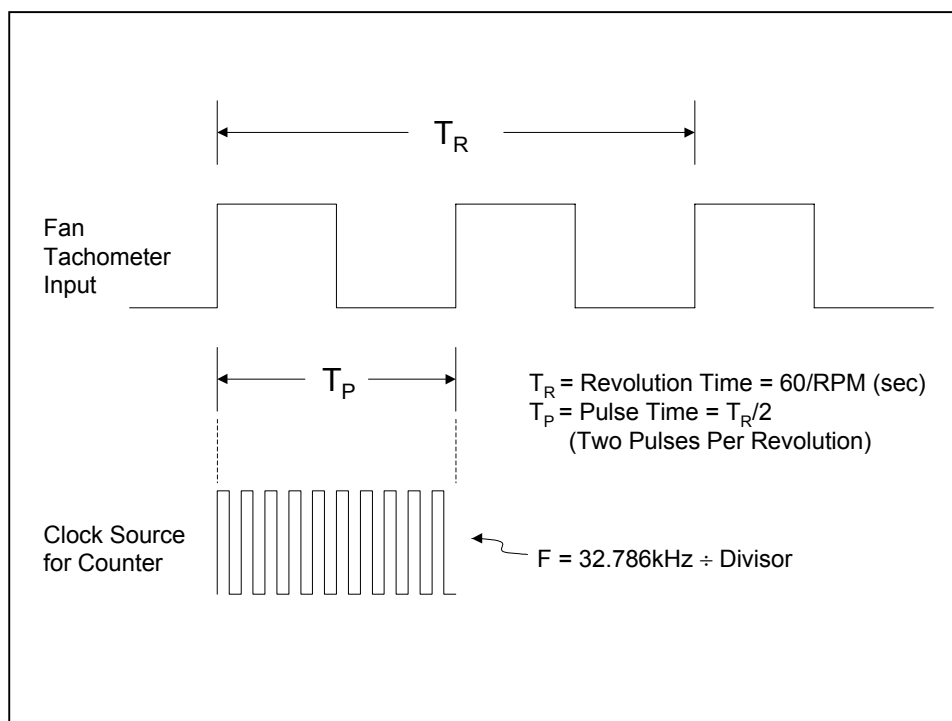 T_R
Fan
Tachometer
Input
T_P
T_R = Revolution Time = 60/RPM (sec)
T_P = Pulse Time = T_R/2
(Two Pulses Per Revolution)
Clock Source
for Counter
F = 32.786kHz ÷ Divisor